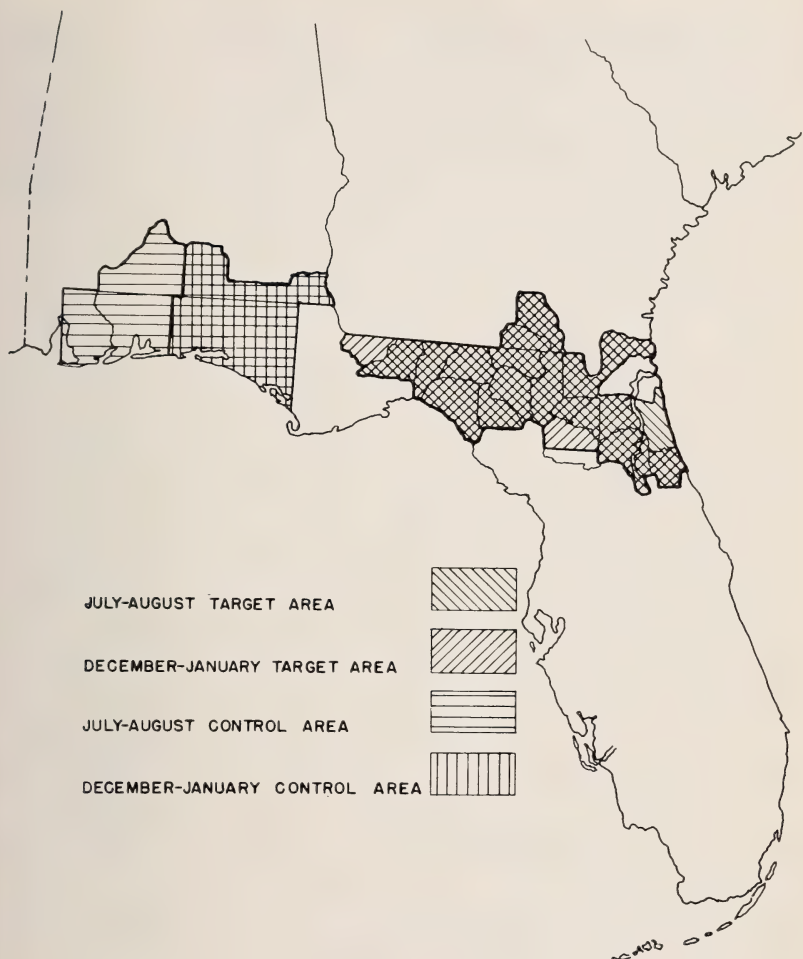 JULY-AUGUST TARGET AREA
DECEMBER-JANUARY TARGET AREA
JULY-AUGUST CONTROL AREA
DECEMBER-JANUARY CONTROL AREA